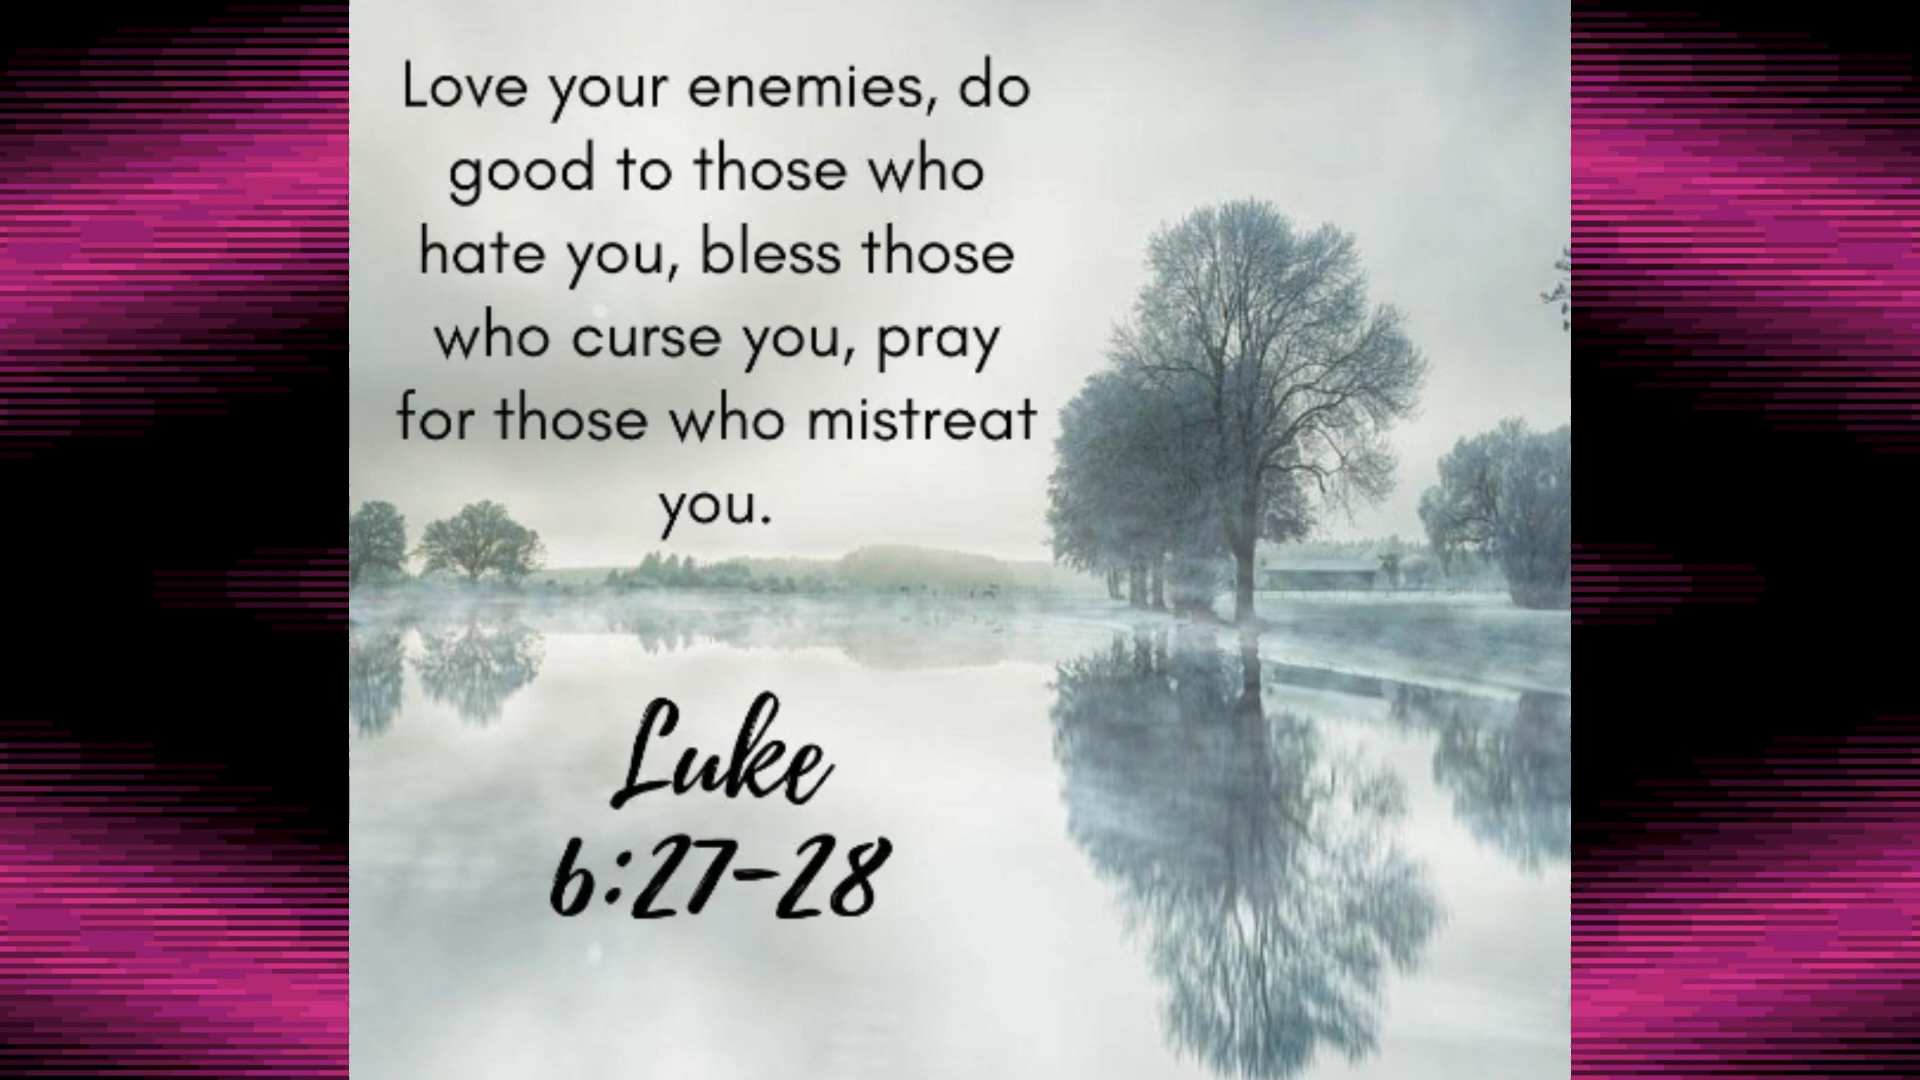 Love your enemies, do
good to those who
hate you, bless those
who curse you, pray
for those who mistreat
you.
Luke
6:27-28